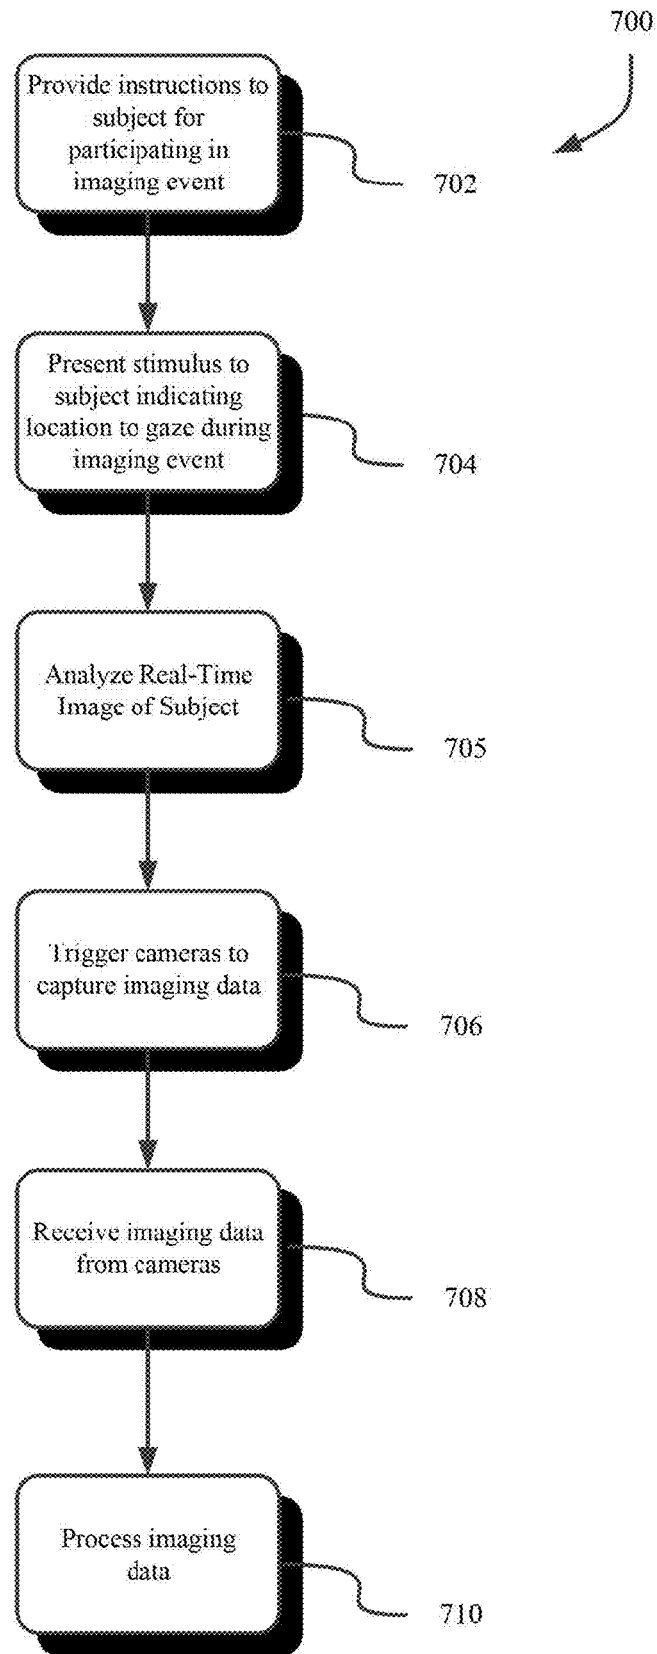 700
Provide instructions to
subject for
participating in
imaging event
702
Present stimulus to
subject indicating
location to gaze during
imaging event
704
Analyze Real-Time
Image of Subject
705
Trigger cameras to
capture imaging data
706
Receive imaging data
from cameras
708
Process imaging
data
710